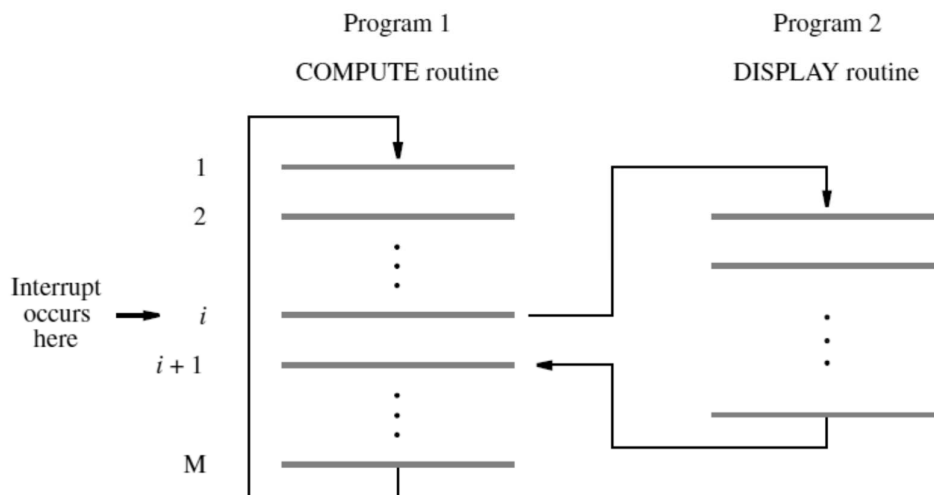 Program 1
COMPUTE routine
Program 2
DISPLAY routine
1
2
Interrupt
occurs
here
i
i + 1
M